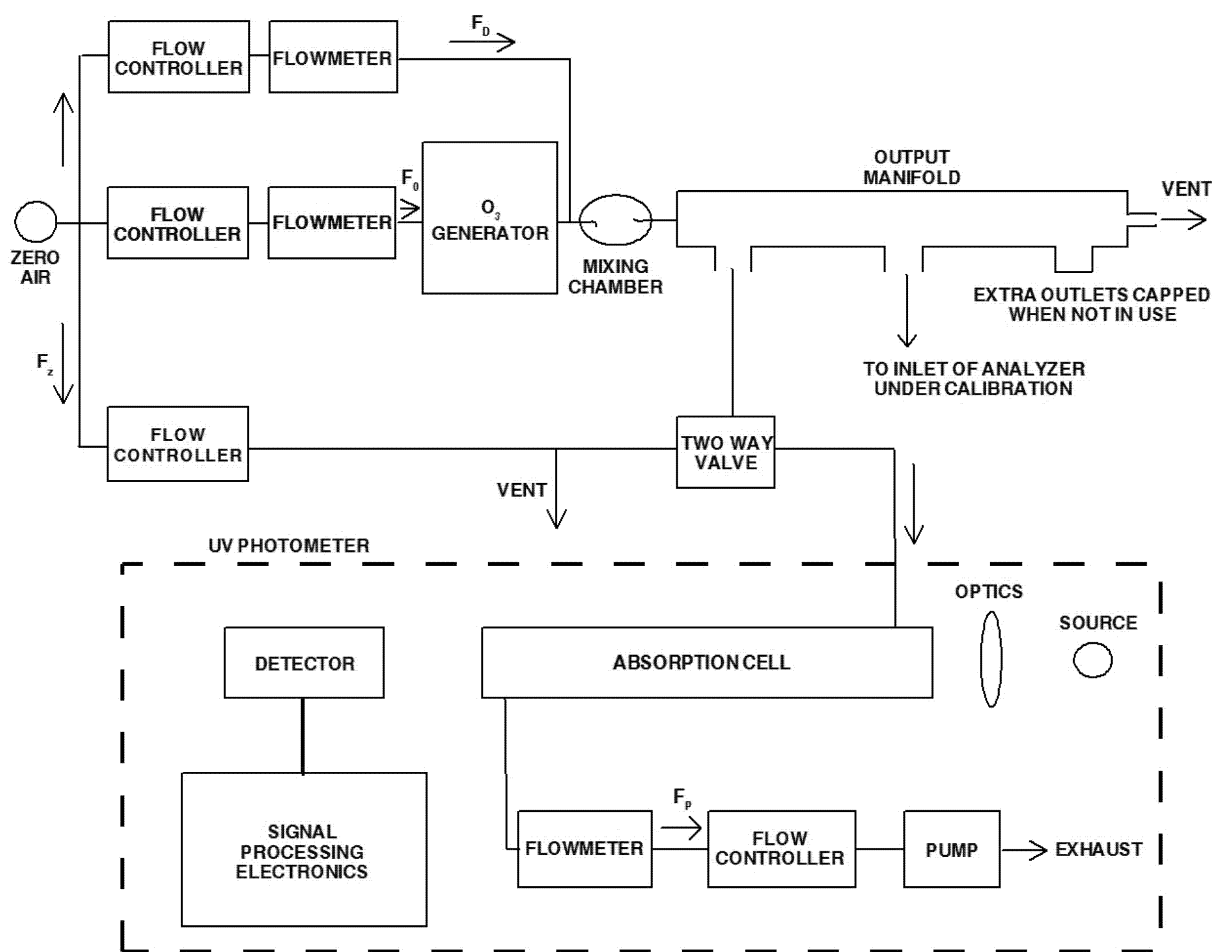 F_D
FLOW
CONTROLLER
FLOWMETER
ZERO
AIR
FLOW
CONTROLLER
FLOWMETER
F_0
O_3
GENERATOR
MIXING
CHAMBER
OUTPUT
MANIFOLD
VENT
EXTRA OUTLETS CAPPED
WHEN NOT IN USE
TO INLET OF ANALYZER
UNDER CALIBRATION
F_z
FLOW
CONTROLLER
VENT
TWO WAY
VALVE
UV PHOTOMETER
OPTICS
SOURCE
DETECTOR
ABSORPTION CELL
SIGNAL
PROCESSING
ELECTRONICS
FLOWMETER
F_p
FLOW
CONTROLLER
PUMP
EXHAUST